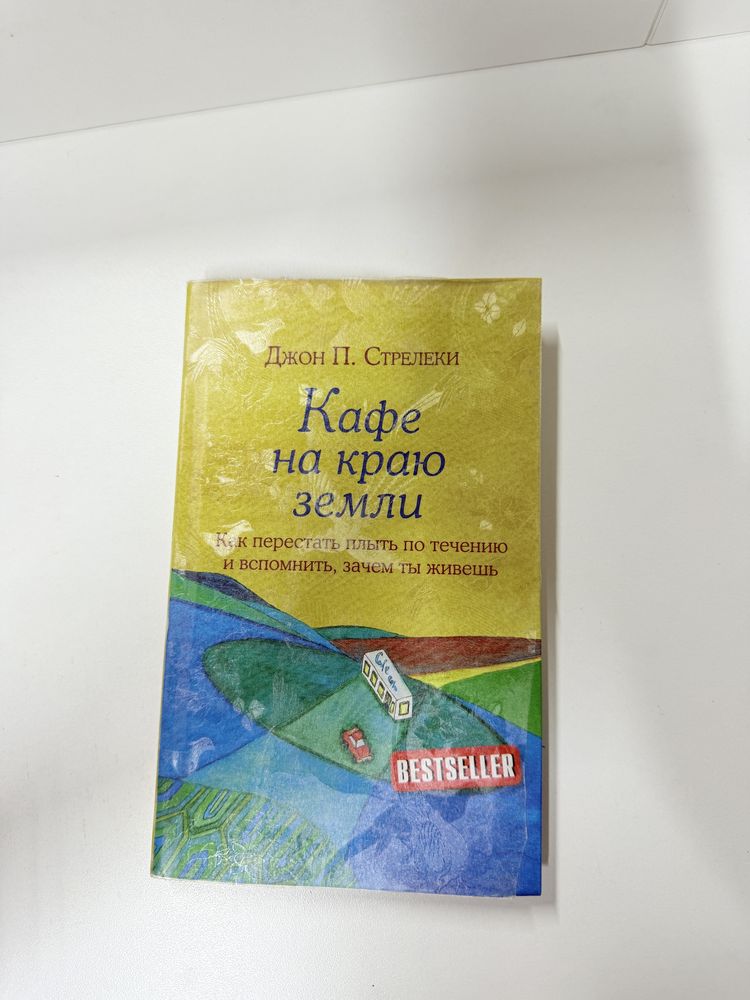 Джон П. Стрелеки
Кафе
на краю
земли
Как перестать плыть по течению
и вспомнить, зачем ты живешь
BESTSELLER